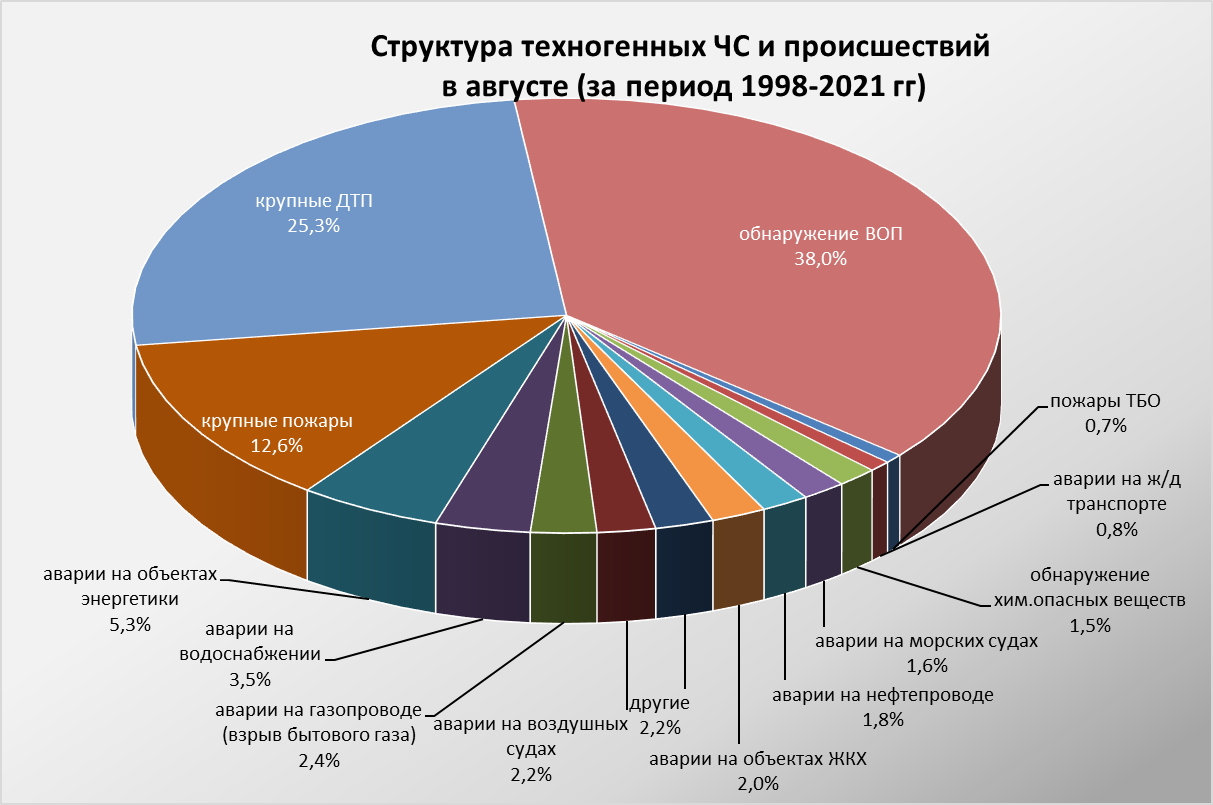 Структура техногенных ЧС и происшествий
в августе (за период 1998-2021 гг)
крупные ДТП
25,3%
обнаружение ВОП
38,0%
крупные пожары
12,6%
пожары ТБО
0,7%
аварии на ж/д
транспорте
0,8%
обнаружение
хим.опасных веществ
1,5%
аварии на морских судах
1,6%
аварии на нефтепроводе
1,8%
аварии на объектах ЖКХ
2,0%
другие
2,2%
аварии на воздушных
судах
2,2%
аварии на газопроводе
(взрыв бытового газа)
2,4%
аварии на
водоснабжении
3,5%
аварии на объектах
энергетики
5,3%